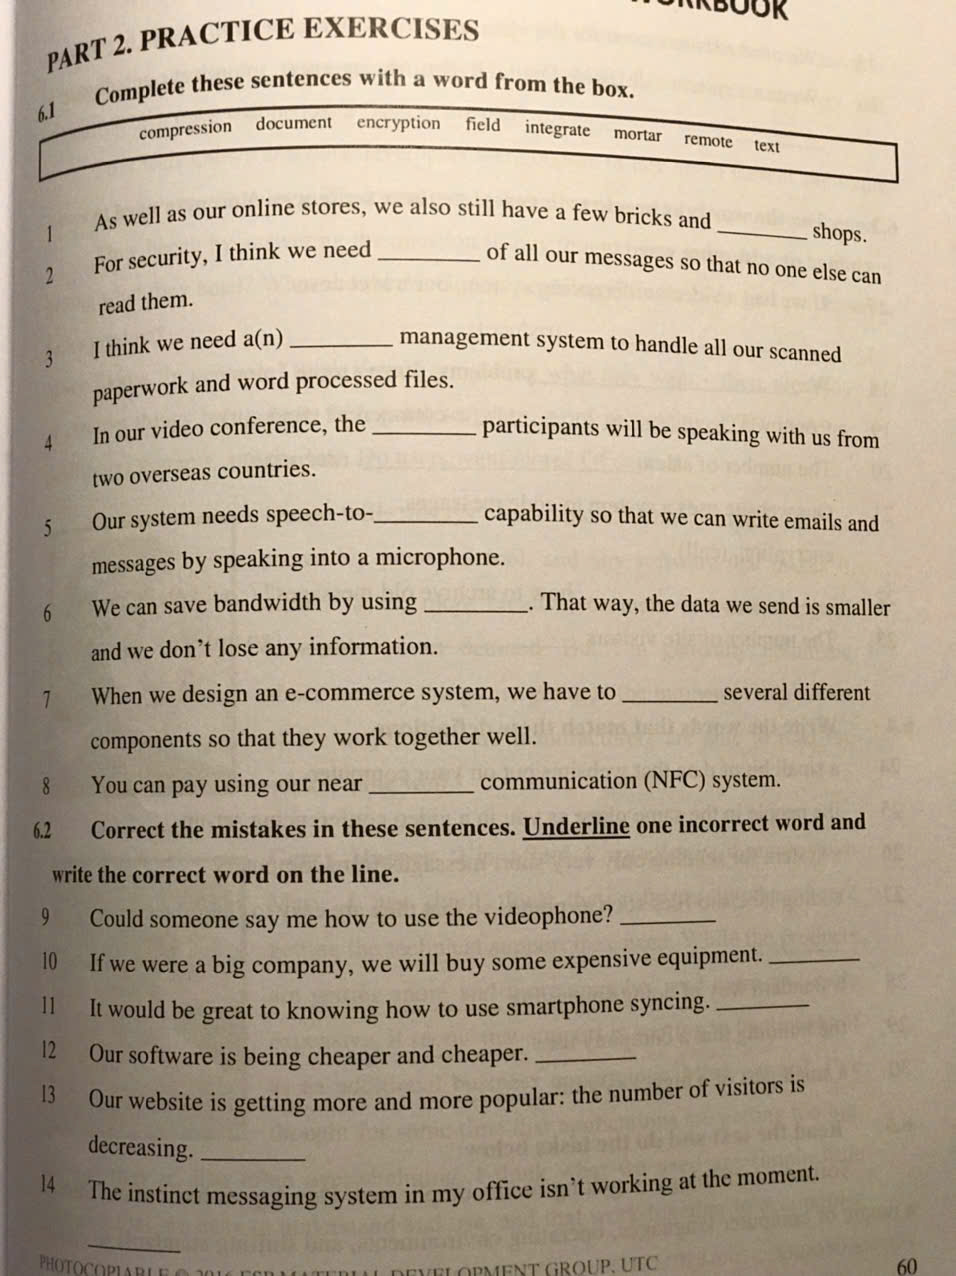 PART 2. PRACTICE EXERCISES
6.1 Complete these sentences with a word from the box.
compression document encryption field integrate mortar remote text
1 As well as our online stores, we also still have a few bricks and ________ shops.
2 For security, I think we need ________ of all our messages so that no one else can
read them.
3 I think we need a(n) ________ management system to handle all our scanned
paperwork and word processed files.
4 In our video conference, the ________ participants will be speaking with us from
two overseas countries.
5 Our system needs speech-to-________ capability so that we can write emails and
messages by speaking into a microphone.
6 We can save bandwidth by using ________. That way, the data we send is smaller
and we don't lose any information.
7 When we design an e-commerce system, we have to ________ several different
components so that they work together well.
8 You can pay using our near ________ communication (NFC) system.
6.2 Correct the mistakes in these sentences. Underline one incorrect word and
write the correct word on the line.
9 Could someone say me how to use the videophone? ________
10 If we were a big company, we will buy some expensive equipment. ________
11 It would be great to knowing how to use smartphone syncing. ________
12 Our software is being cheaper and cheaper. ________
13 Our website is getting more and more popular: the number of visitors is
decreasing. ________
14 The instinct messaging system in my office isn't working at the moment.
________
GROUP, UTC 60